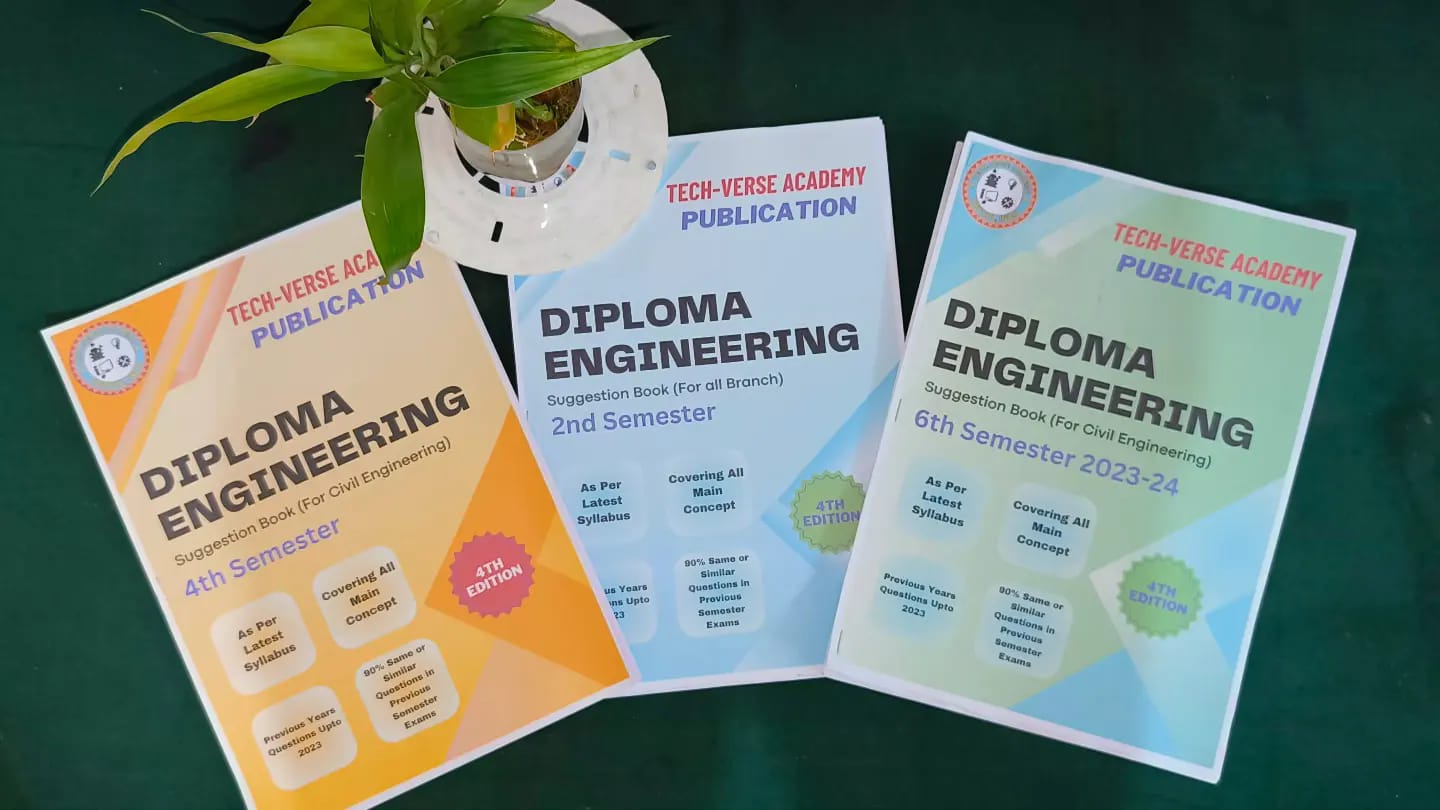 TECH-VERSE ACA
PUBLICATION
DIPLOMA
ENGINEERING
Suggestion Book (For Civil Engineering)
4th Semester
As Per
Latest
Syllabus
Covering All
Main
Concept
Previous Years
Questions Upto
2023
90% Same or
Similar
Questions in
Previous
Semester
Exams
4TH
EDITION
TECH-VERSE ACADEMY
PUBLICATION
DIPLOMA
ENGINEERING
Suggestion Book (For all Branch)
2nd Semester
As Per
Latest
Syllabus
Covering All
Main
Concept
Years
Upto
90% Same or
Similar
Questions in
Previous
Semester
Exams
4TH
EDITION
TECH-VERSE ACADEMY
PUBLICATION
DIPLOMA
ENGINEERING
Suggestion Book (For Civil Engineering)
6th Semester 2023-24
As Per
Latest
Syllabus
Covering All
Main
Concept
Previous Years
Questions Upto
2023
90% Same or
Similar
Questions in
Previous
Semester
Exams
4TH
EDITION